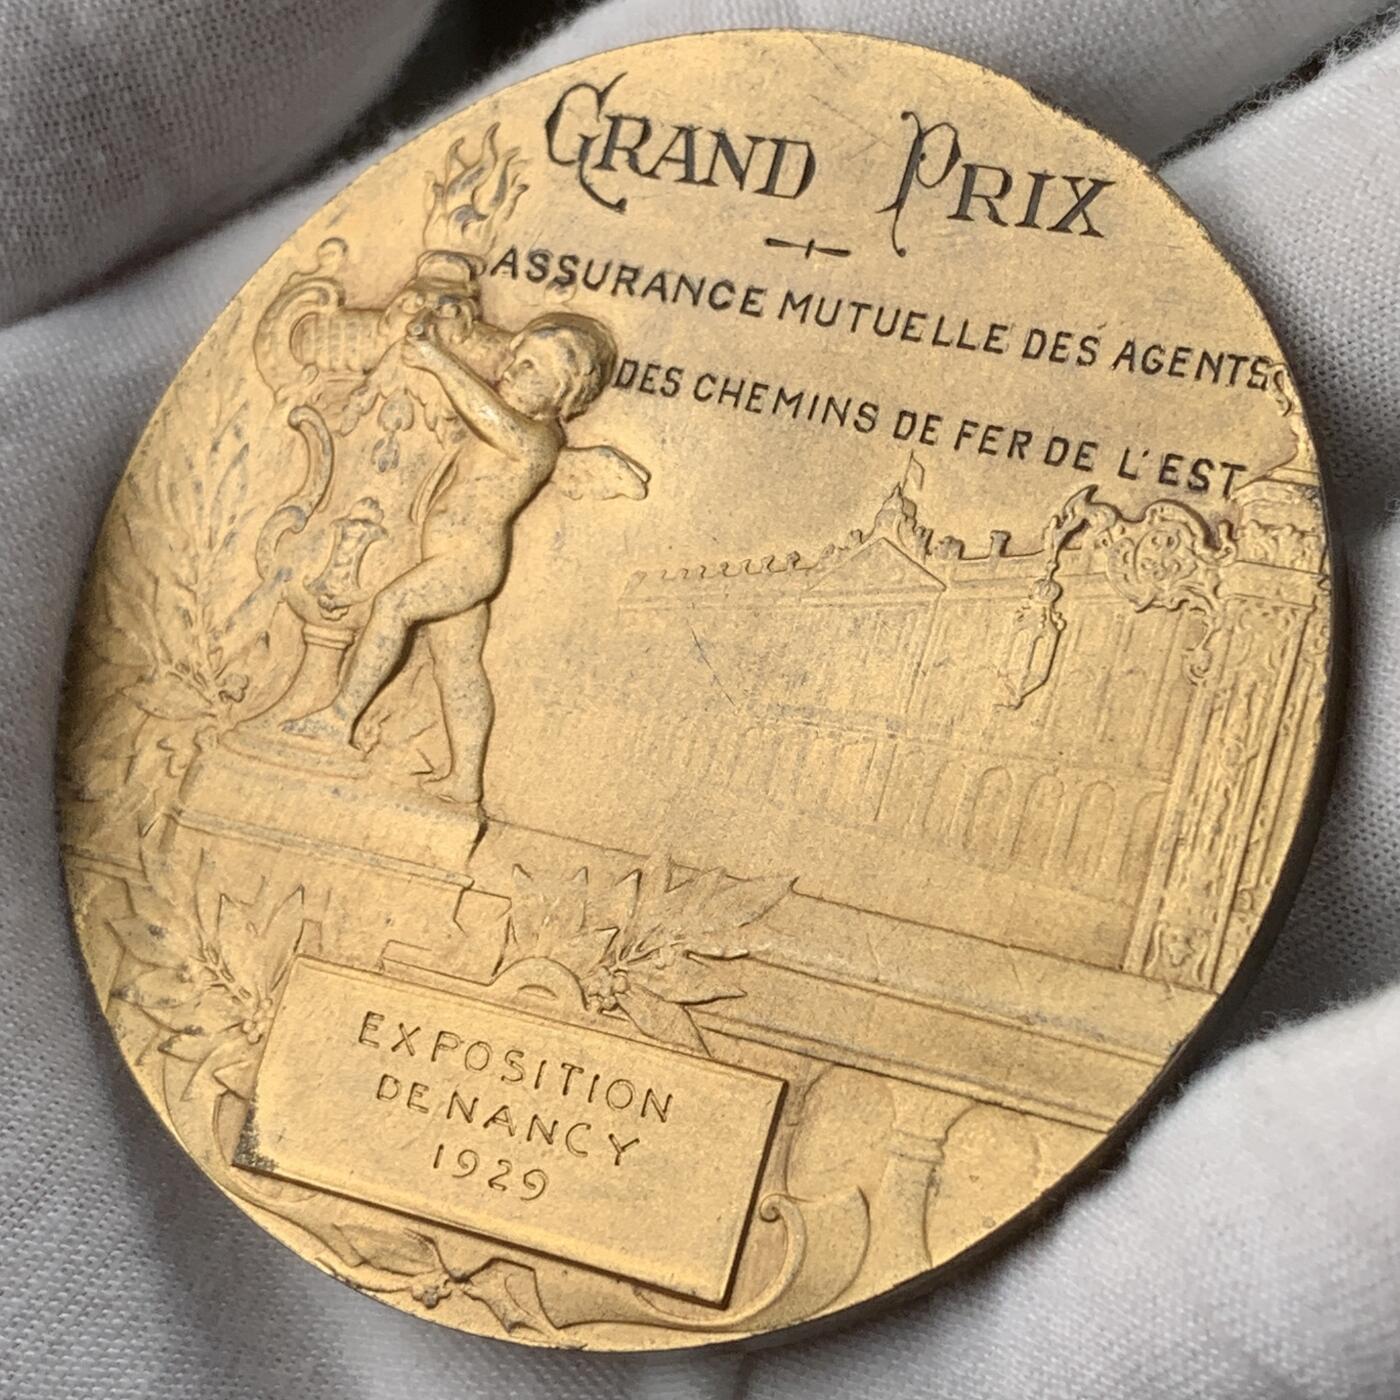 GRAND PRIX
ASSURANCE MUTUELLE DES AGENTS
DES CHEMINS DE FER DE L'EST
EXPOSITION
DE NANCY
1929